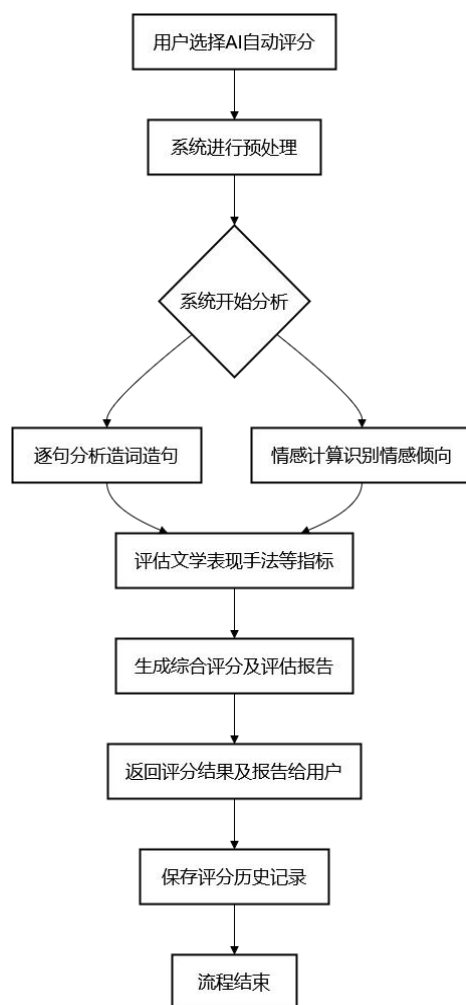 用户选择AI自动评分
系统进行预处理
系统开始分析
逐句分析造词造句
情感计算识别情感倾向
评估文学表现手法等指标
生成综合评分及评估报告
返回评分结果及报告给用户
保存评分历史记录
流程结束